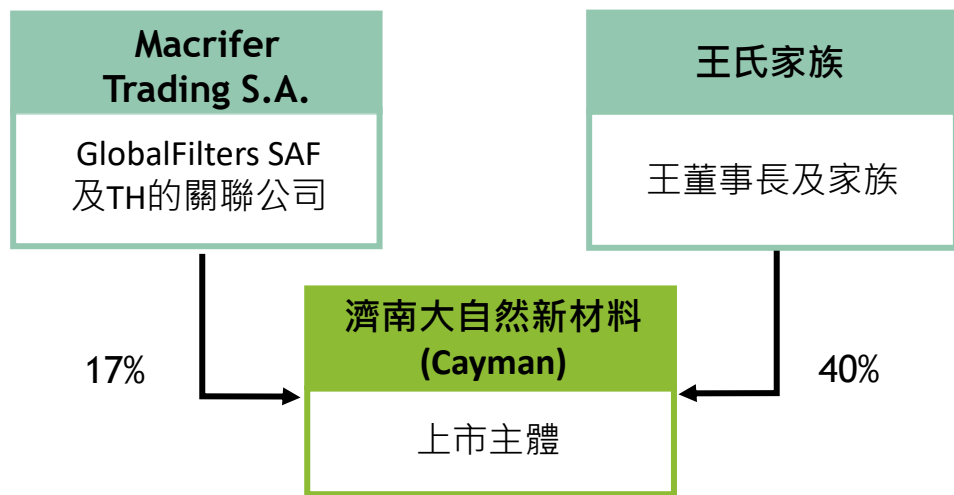 Macrifer
Trading S.A.
GlobalFilters SAF
及TH的關聯公司
王氏家族
王董事長及家族
17%
濟南大自然新材料
(Cayman)
上市主體
40%